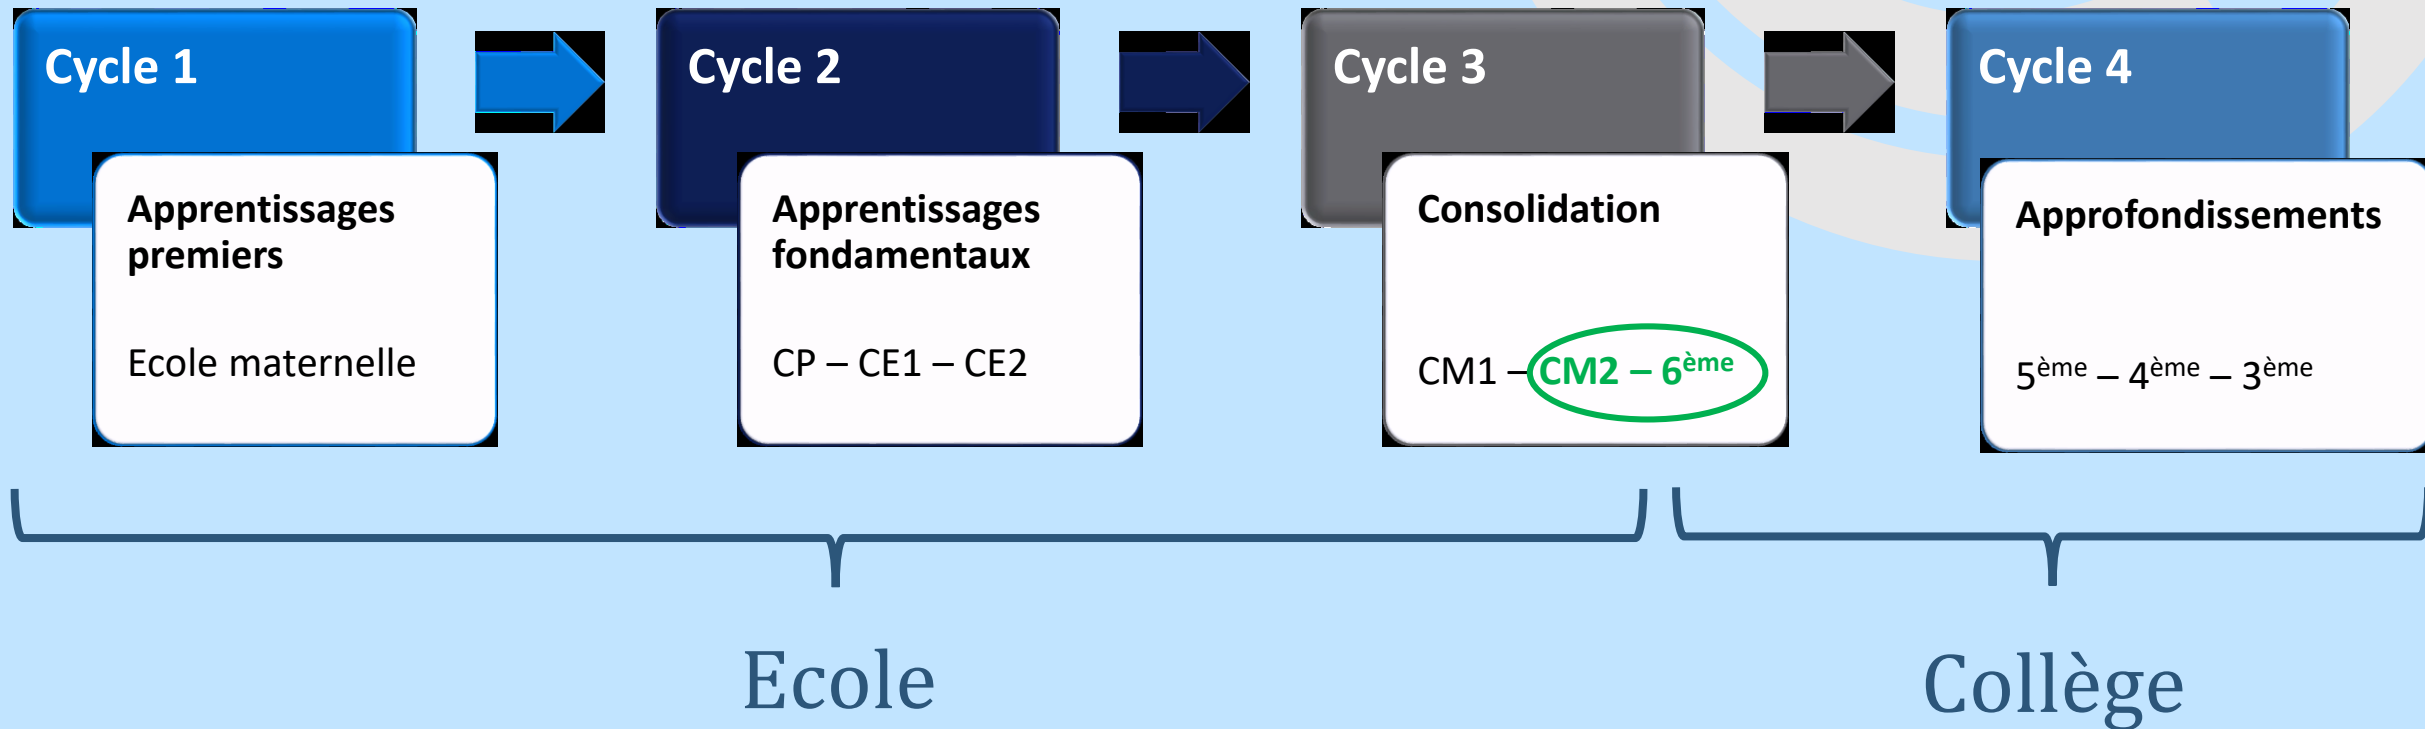 Cycle 1
Apprentissages
premiers
Ecole maternelle
Cycle 2
Apprentissages
fondamentaux
CP – CE1 – CE2
Cycle 3
Consolidation
CM1 – CM2 – 6ème
Cycle 4
Approfondissements
5ème – 4ème – 3ème
Ecole
Collège